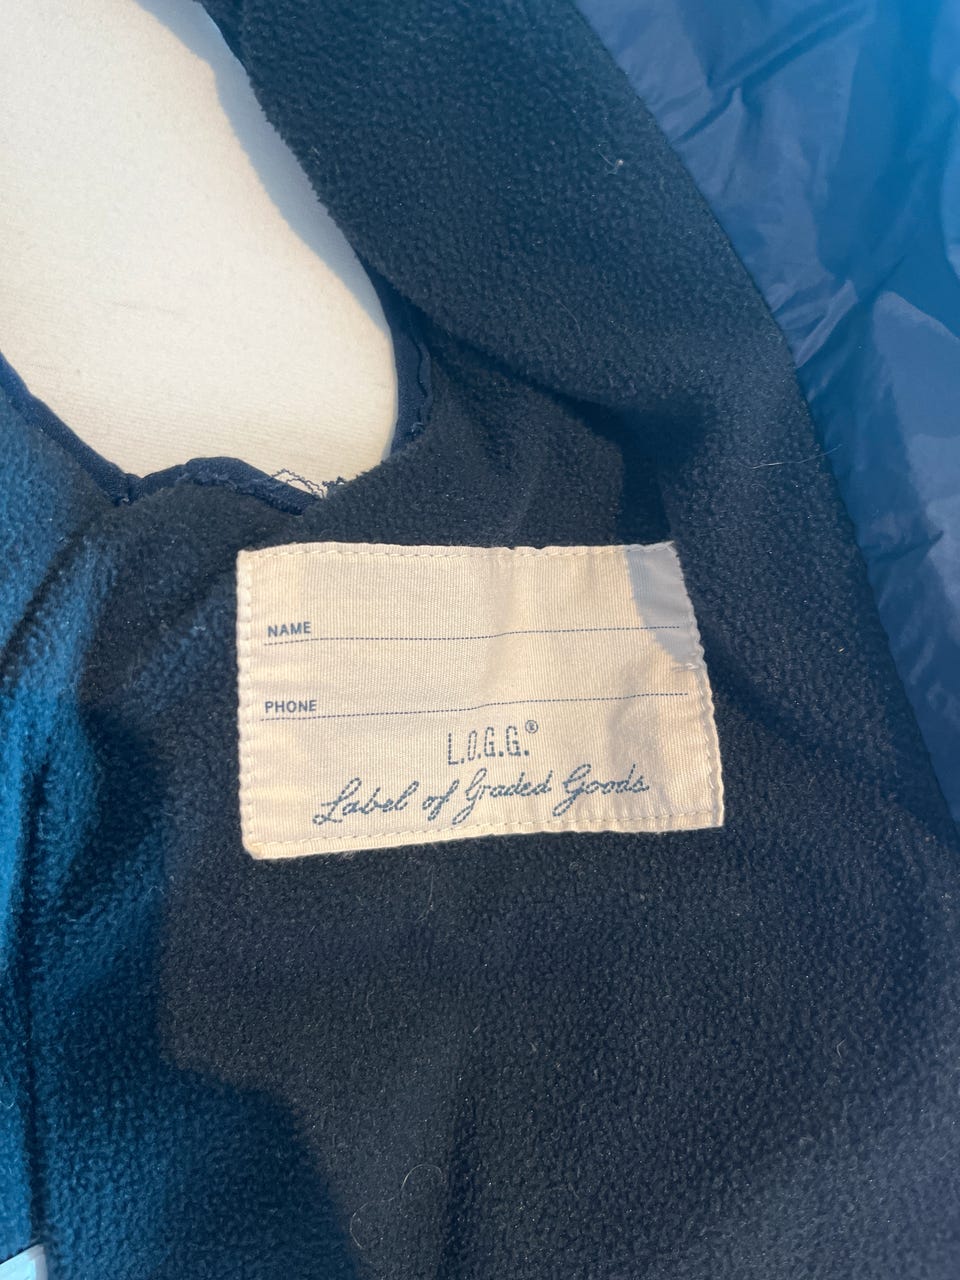 NAME
PHONE
L.O.G.G.®
Label of Graded Goods